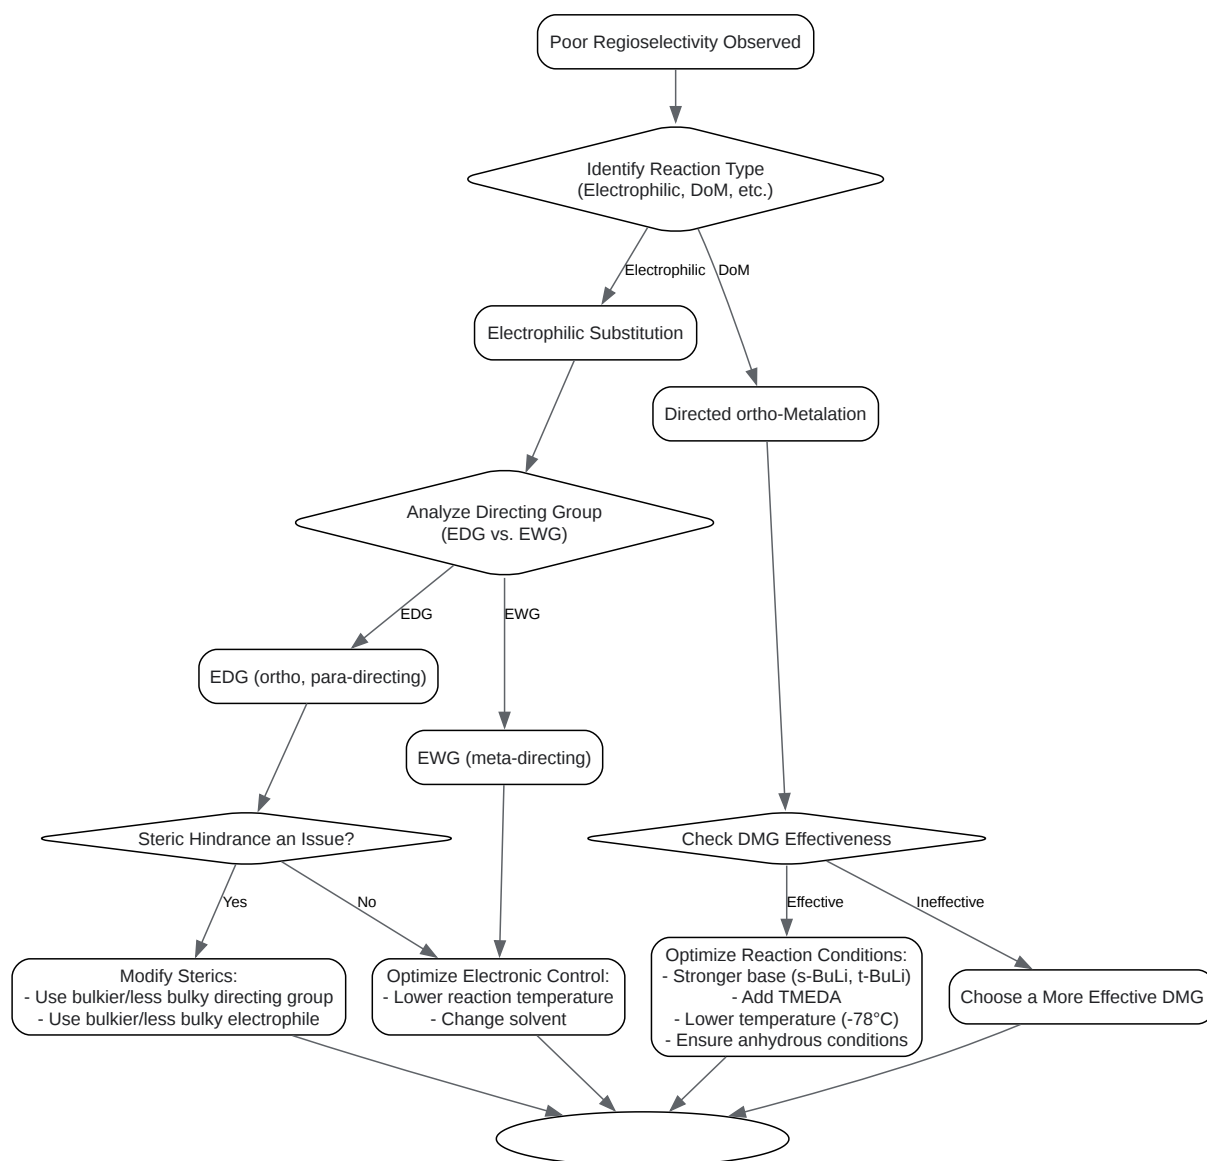 Poor Regioselectivity Observed
Identify Reaction Type
(Electrophilic, DoM, etc.)
Electrophilic
DoM
Electrophilic Substitution
Directed ortho-Metalation
Analyze Directing Group
(EDG vs. EWG)
EDG
EWG
EDG (ortho, para-directing)
EWG (meta-directing)
Steric Hindrance an Issue?
Check DMG Effectiveness
Yes
No
Effective
Ineffective
Modify Sterics:
- Use bulkier/less bulky directing group
- Use bulkier/less bulky electrophile
Optimize Electronic Control:
- Lower reaction temperature
- Change solvent
Optimize Reaction Conditions:
- Stronger base (s-BuLi, t-BuLi)
- Add TMEDA
- Lower temperature (-78°C)
- Ensure anhydrous conditions
Choose a More Effective DMG